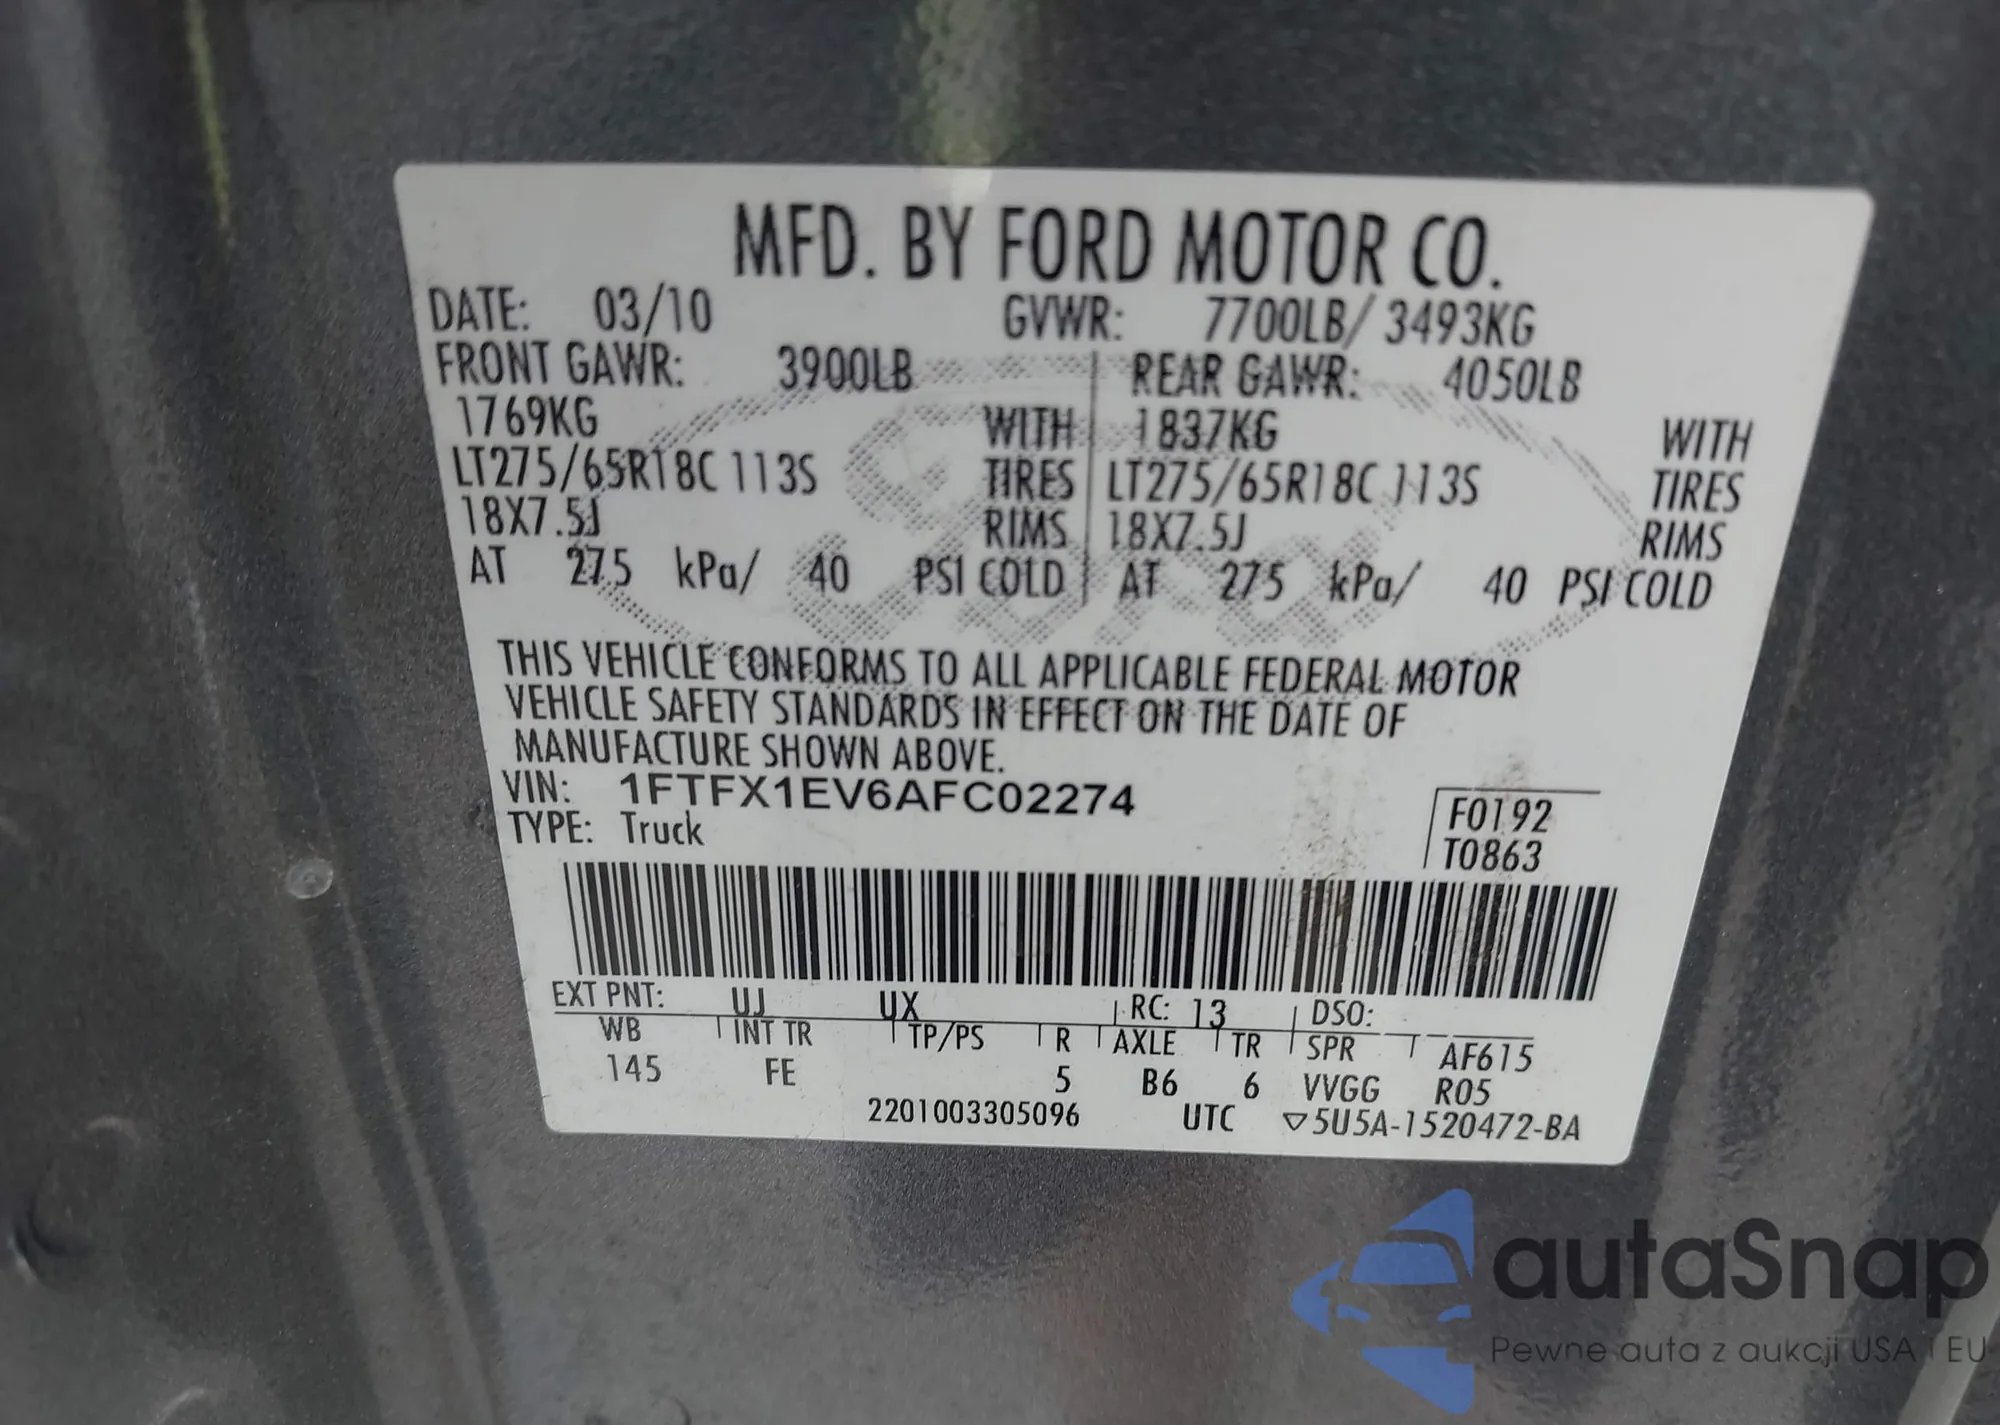 MFD. BY FORD MOTOR CO.
DATE: 03/10 GVWR: 7700LB/ 3493KG
FRONT GAWR: 3900LB REAR GAWR: 4050LB
1769KG WITH 1837KG WITH
LT275/65R18C 113S TIRES LT275/65R18C 113S TIRES
18X7.5J RIMS 18X7.5J RIMS
AT 275 kPa/ 40 PSI COLD AT 275 kPa/ 40 PSI COLD
THIS VEHICLE CONFORMS TO ALL APPLICABLE FEDERAL MOTOR
VEHICLE SAFETY STANDARDS IN EFFECT ON THE DATE OF
MANUFACTURE SHOWN ABOVE.
VIN: 1FTFX1EV6AFC02274
TYPE: Truck
F0192
T0863
EXT PNT: UJ UX RC: 13 DSO:
WB INT TR TP/PS R AXLE TR SPR AF615
145 FE 5 B6 6 VVGG R05
2201003305096 UTC ▽5U5A-1520472-BA
Ford
autaSnap
Pewne auta z aukcji USA i EU